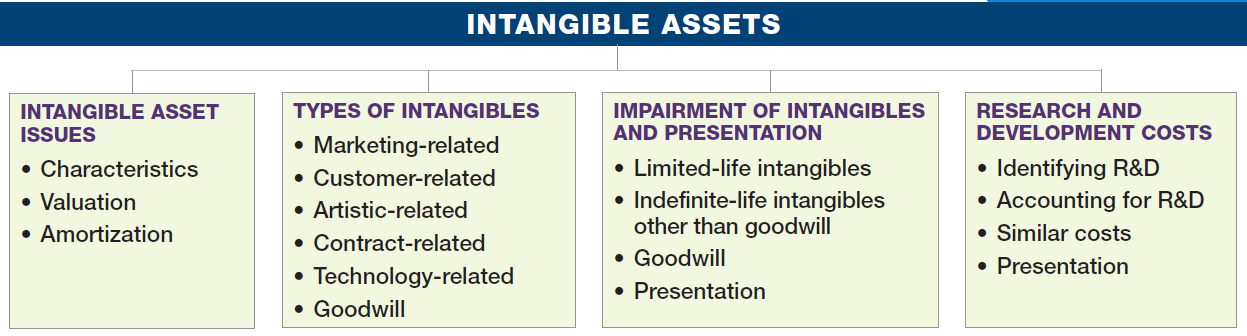 INTANGIBLE ASSETS
INTANGIBLE ASSET
ISSUES
• Characteristics
• Valuation
• Amortization
TYPES OF INTANGIBLES
• Marketing-related
• Customer-related
• Artistic-related
• Contract-related
• Technology-related
• Goodwill
IMPAIRMENT OF INTANGIBLES
AND PRESENTATION
• Limited-life intangibles
• Indefinite-life intangibles
other than goodwill
• Goodwill
• Presentation
RESEARCH AND
DEVELOPMENT COSTS
• Identifying R&D
• Accounting for R&D
• Similar costs
• Presentation